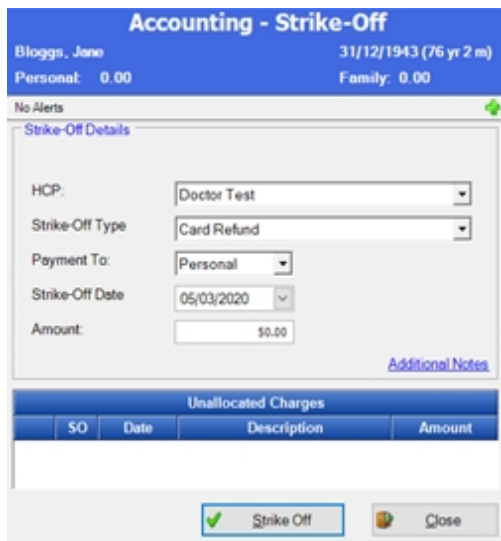 Accounting - Strike-Off
Bloggs, Jane 31/12/1943 (76 yr 2 m)
Personal: 0.00 Family: 0.00
No Alerts
Strike-Off Details
HCP: Doctor Test
Strike-Off Type Card Refund
Payment To: Personal
Strike-Off Date 05/03/2020
Amount: 50.00
Additional Notes
Unallocated Charges
SO Date Description Amount
Strike Off Close